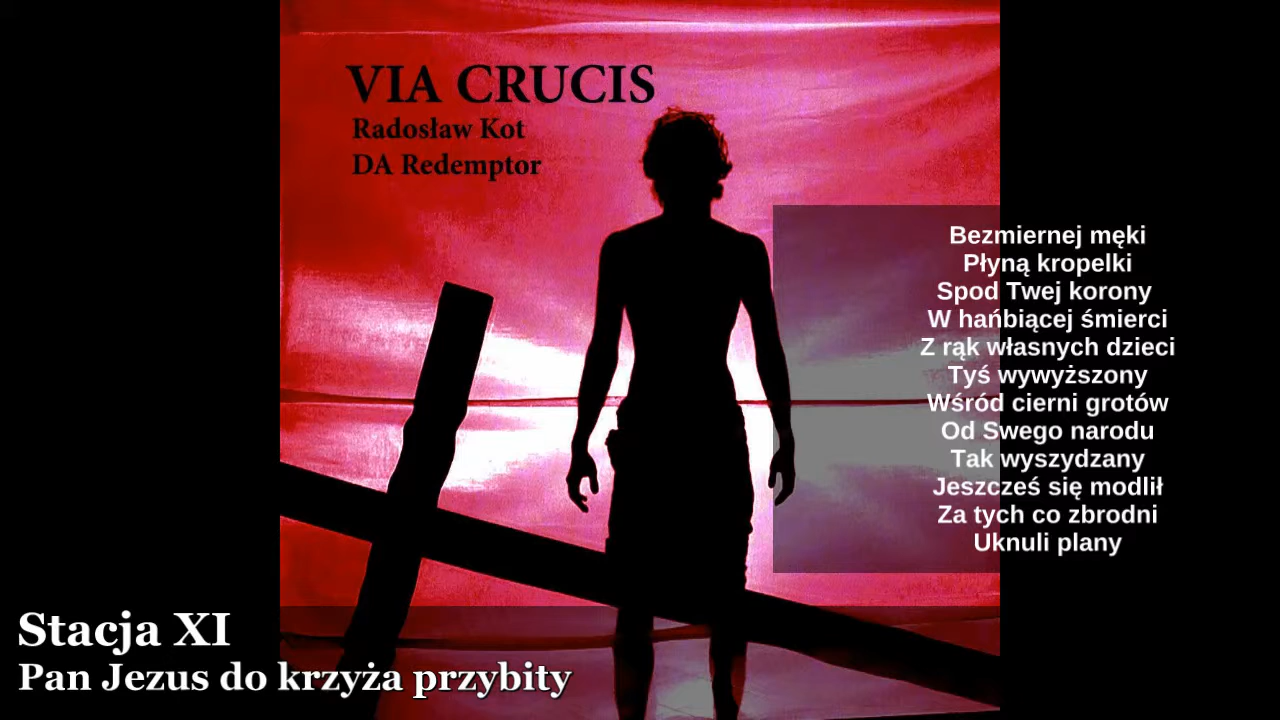 VIA CRUCIS
Radosław Kot
DA Redemptor
Bezmiernej męki
Płyną kropelki
Spod Twej korony
W hańbiącej śmierci
Z rąk własnych dzieci
Tyś wywyższony
Wśród cierni grotów
Od Swego narodu
Tak wyszydzany
Jeszcześ się modlił
Za tych co zbrodni
Uknuli plany
Stacja XI
Pan Jezus do krzyża przybity